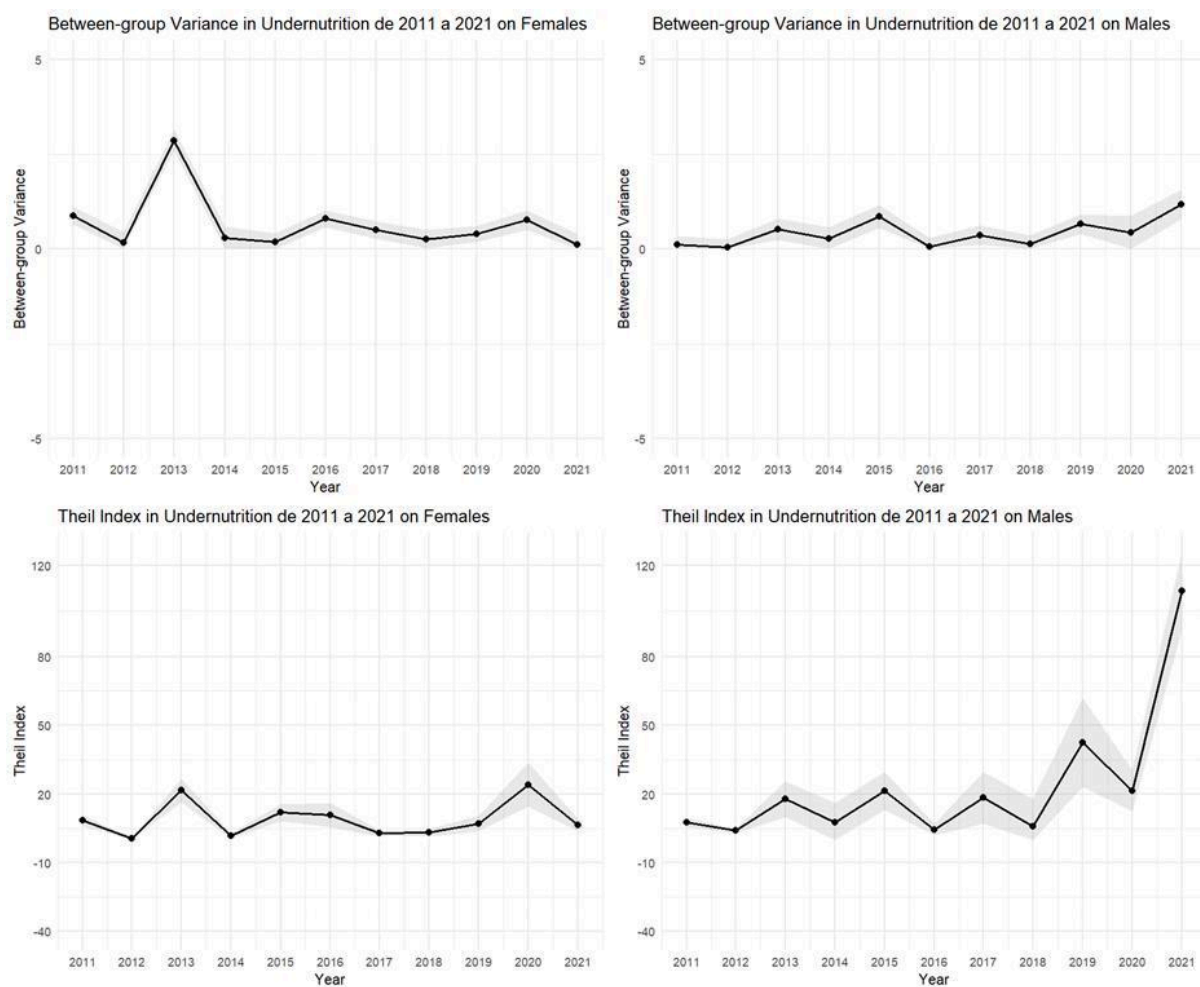 Between-group Variance in Undernutrition de 2011 a 2021 on Females
5
0
-5
Between-group Variance
2011 2012 2013 2014 2015 2016 2017 2018 2019 2020 2021
Year
Between-group Variance in Undernutrition de 2011 a 2021 on Males
5
0
-5
Between-group Variance
2011 2012 2013 2014 2015 2016 2017 2018 2019 2020 2021
Year
Theil Index in Undernutrition de 2011 a 2021 on Females
120
80
50
20
-10
-40
Theil Index
2011 2012 2013 2014 2015 2016 2017 2018 2019 2020 2021
Year
Theil Index in Undernutrition de 2011 a 2021 on Males
120
80
50
20
-10
-40
Theil Index
2011 2012 2013 2014 2015 2016 2017 2018 2019 2020 2021
Year